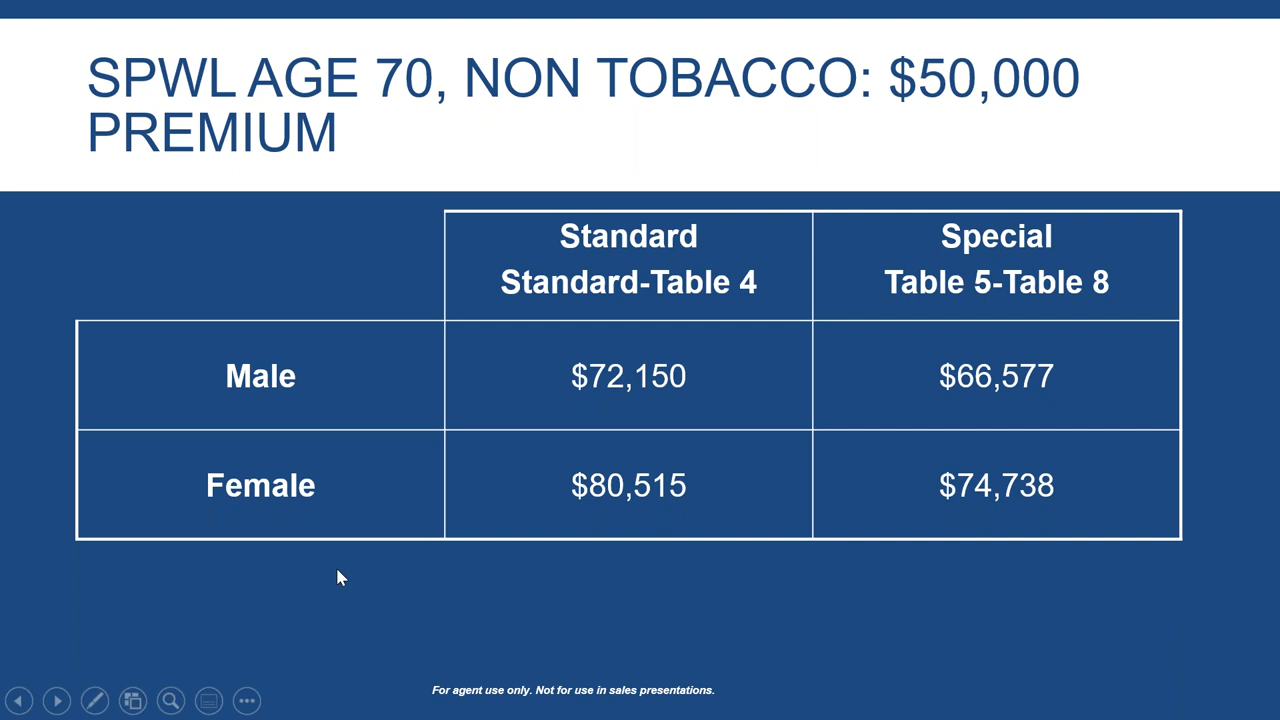 SPWL AGE 70, NON TOBACCO: $50,000
PREMIUM
Standard
Standard-Table 4
Special
Table 5-Table 8
Male
$72,150
$66,577
Female
$80,515
$74,738
For agent use only. Not for use in sales presentations.